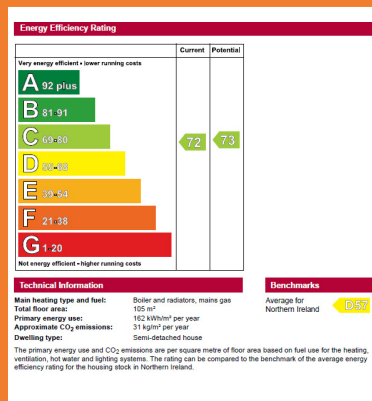 Energy Efficiency Rating
Current Potential
Very energy efficient • lower running costs
A 92 plus
B 81-91
C 69-80
72 73
D 55-68
E 39-54
F 21-38
G 1-20
Not energy efficient • higher running costs
Technical Information
Main heating type and fuel: Boiler and radiators, mains gas
Total floor area: 105 m²
Primary energy use: 162 kWh/m² per year
Approximate CO₂ emissions: 31 kg/m² per year
Dwelling type: Semi-detached house
Benchmarks
Average for
Northern Ireland
D57
The primary energy use and CO₂ emissions are per square metre of floor area based on fuel use for the heating,
ventilation, hot water and lighting systems. The rating can be compared to the benchmark of the average energy
efficiency rating for the housing stock in Northern Ireland.